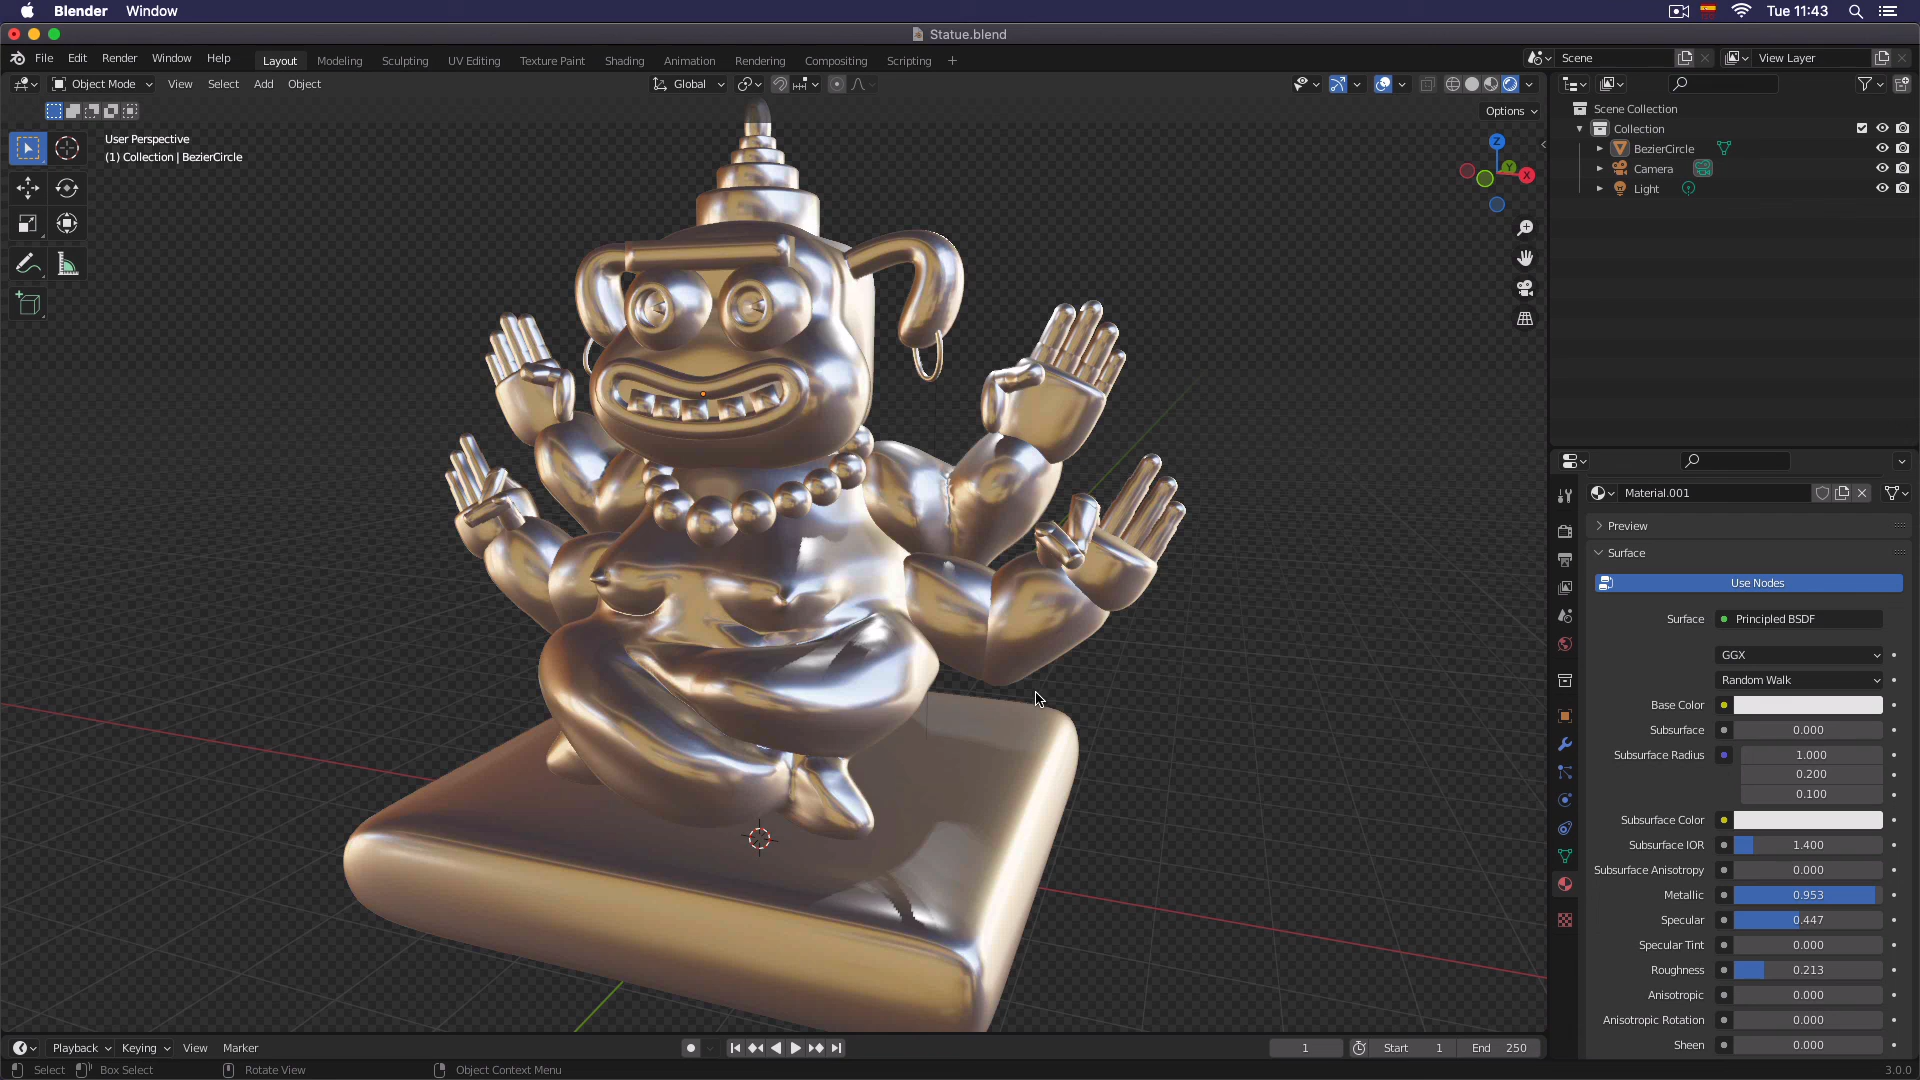 Blender Window Tue 11:43
Statue.blend
File Edit Render Window Help Layout Modeling Sculpting UV Editing Texture Paint Shading Animation Rendering Compositing Scripting + Scene View Layer
Object Mode View Select Add Object Global
Options
User Perspective
(1) Collection | BezierCircle
Z
Y
X
Scene Collection
Collection
BezierCircle
Camera
Light
Material.001
Preview
Surface
Use Nodes
Surface Principled BSDF
GGX
Random Walk
Base Color
Subsurface 0.000
Subsurface Radius 1.000
0.200
0.100
Subsurface Color
Subsurface IOR 1.400
Subsurface Anisotropy 0.000
Metallic 0.953
Specular 0.447
Specular Tint 0.000
Roughness 0.213
Anisotropic 0.000
Anisotropic Rotation 0.000
Sheen 0.000
Playback Keying View Marker 1 Start 1 End 250
Select Box Select Rotate View Object Context Menu 3.0.0